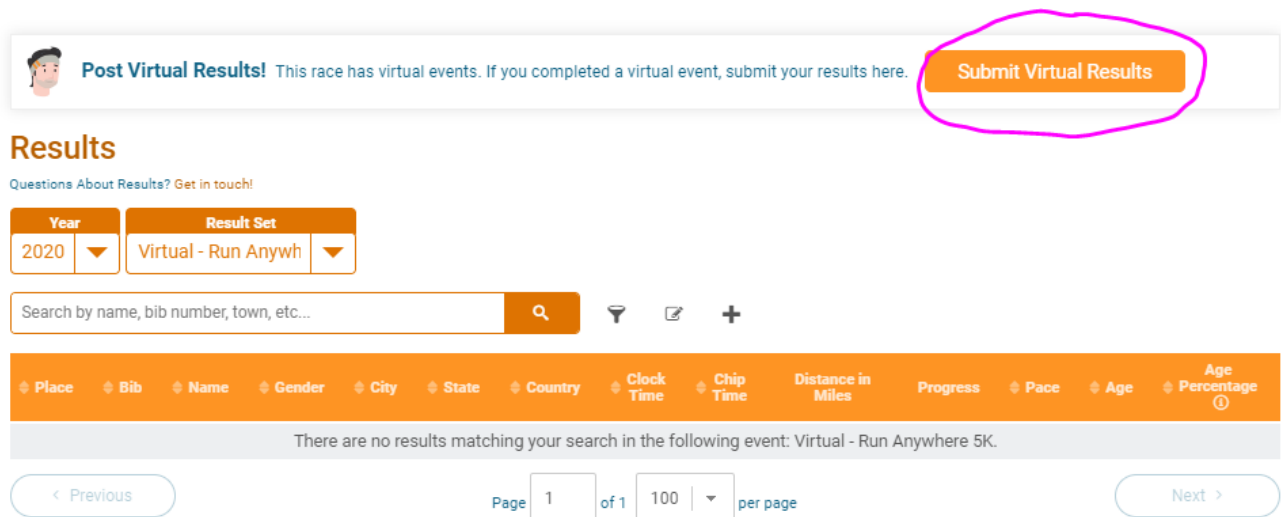 Post Virtual Results! This race has virtual events. If you completed a virtual event, submit your results here. Submit Virtual Results
Results
Questions About Results? Get in touch!
Year Result Set
2020 Virtual - Run Anywh
Search by name, bib number, town, etc...
Place Bib Name Gender City State Country Clock Time Chip Time Distance in Miles Progress Pace Age Age Percentage
There are no results matching your search in the following event: Virtual - Run Anywhere 5K.
< Previous Page 1 of 1 100 per page Next >